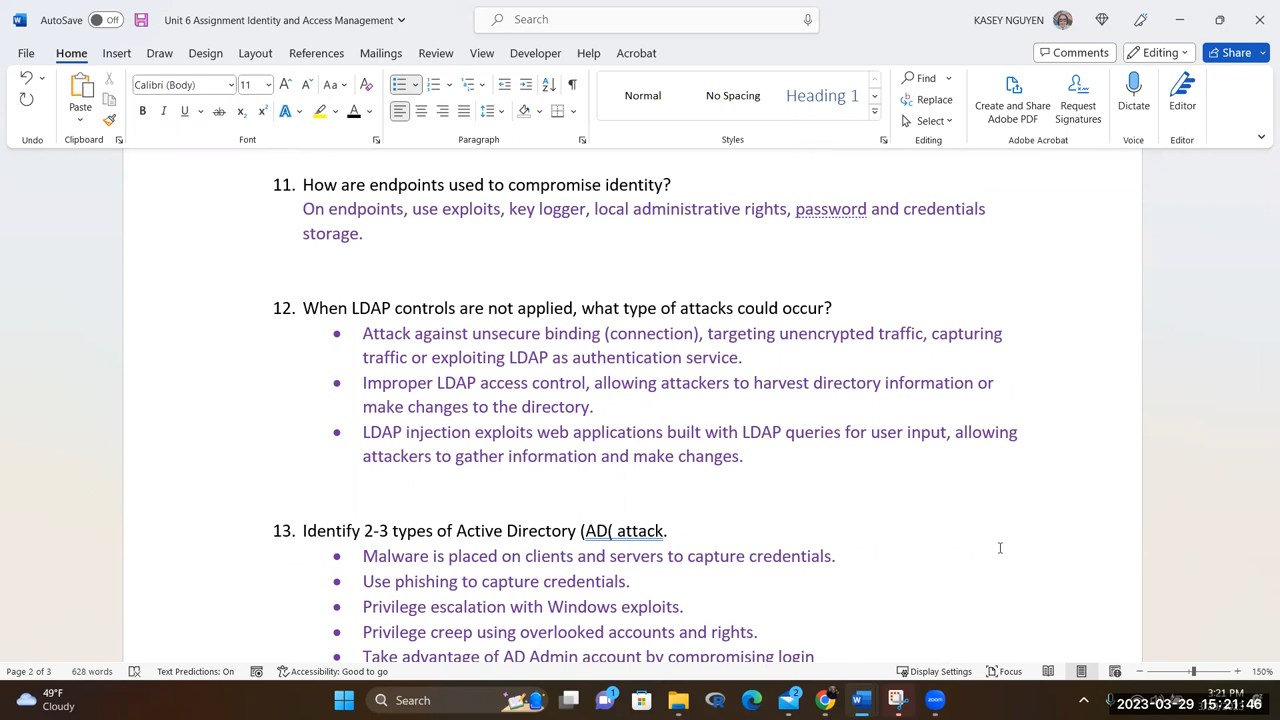 AutoSave Off Unit 6 Assignment Identity and Access Management Search KASEY NGUYEN
File Home Insert Draw Design Layout References Mailings Review View Developer Help Acrobat Comments Editing Share
Calibri (Body) 11 Aa Find
Paste Normal No Spacing Heading 1 Replace Create and Share Request Dictate Editor
B I U ab x₂ x² A A Select Adobe PDF Signatures
Undo Clipboard Font Paragraph Styles Editing Adobe Acrobat Voice Editor
11. How are endpoints used to compromise identity?
On endpoints, use exploits, key logger, local administrative rights, password and credentials
storage.
12. When LDAP controls are not applied, what type of attacks could occur?
• Attack against unsecure binding (connection), targeting unencrypted traffic, capturing
traffic or exploiting LDAP as authentication service.
• Improper LDAP access control, allowing attackers to harvest directory information or
make changes to the directory.
• LDAP injection exploits web applications built with LDAP queries for user input, allowing
attackers to gather information and make changes.
13. Identify 2-3 types of Active Directory (AD( attack.
• Malware is placed on clients and servers to capture credentials.
• Use phishing to capture credentials.
• Privilege escalation with Windows exploits.
• Privilege creep using overlooked accounts and rights.
• Take advantage of AD Admin account by compromising login
Page 2 of 3 628 words Text Predictions: On Accessibility: Good to go Display Settings Focus 150%
49°F
Cloudy
Search
1
2
zoom
3:21 PM
2023-03-29 15:21:46